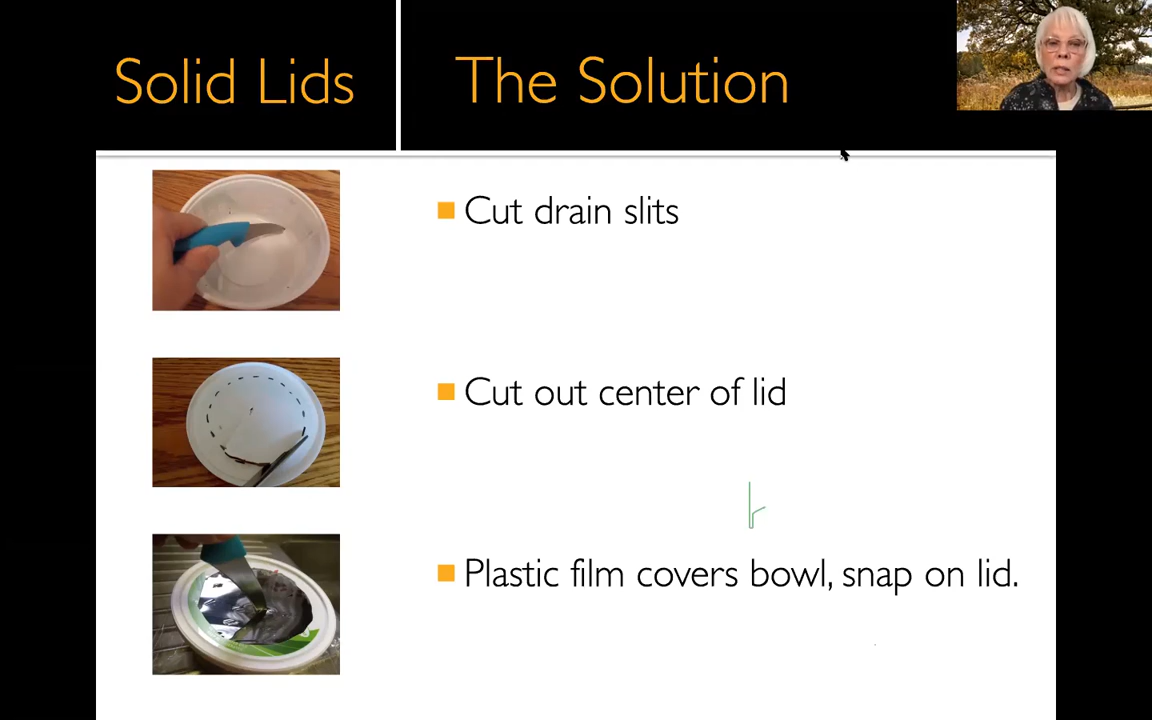 Solid Lids
The Solution
Cut drain slits
Cut out center of lid
Plastic film covers bowl, snap on lid.